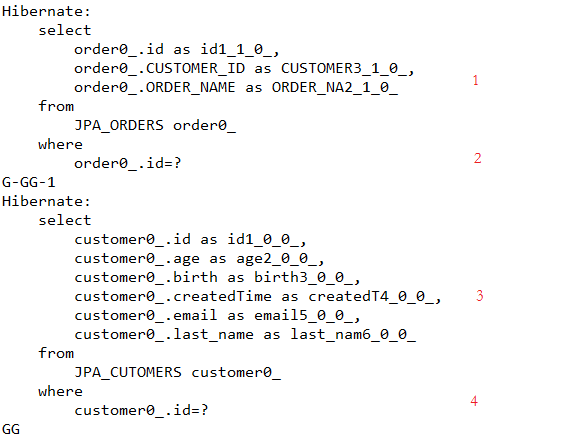 Hibernate:
    select
        order0_.id as id1_1_0_,
        order0_.CUSTOMER_ID as CUSTOMER3_1_0_,
        order0_.ORDER_NAME as ORDER_NA2_1_0_ 1
    from
        JPA_ORDERS order0_
    where
        order0_.id=? 2
G-GG-1
Hibernate:
    select
        customer0_.id as id1_0_0_,
        customer0_.age as age2_0_0_,
        customer0_.birth as birth3_0_0_,
        customer0_.createdTime as createdT4_0_0_, 3
        customer0_.email as email5_0_0_,
        customer0_.last_name as last_nam6_0_0_
    from
        JPA_CUTOMERS customer0_
    where
        customer0_.id=? 4
GG